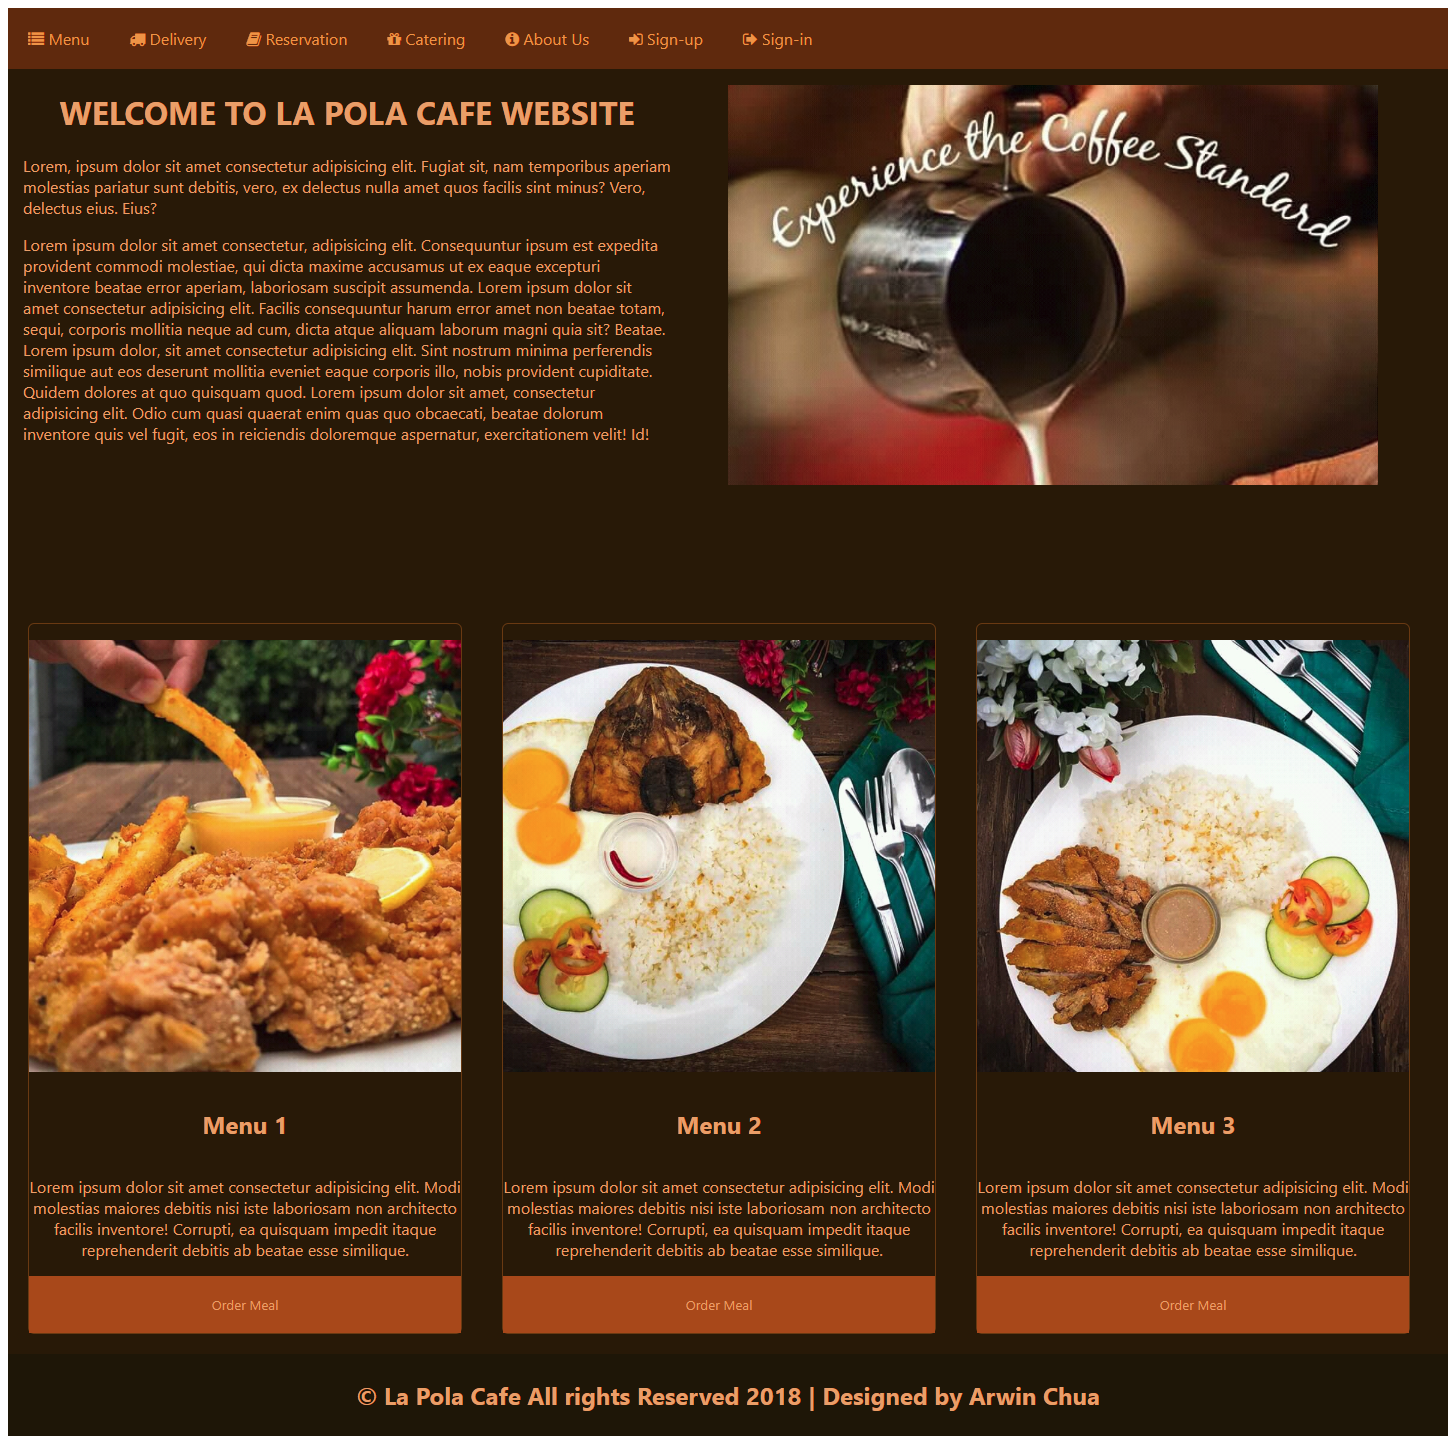 Menu Delivery Reservation Catering About Us Sign-up Sign-in
WELCOME TO LA POLA CAFE WEBSITE
Lorem, ipsum dolor sit amet consectetur adipisicing elit. Fugiat sit, nam temporibus aperiam
molestias pariatur sunt debitis, vero, ex delectus nulla amet quos facilis sint minus? Vero,
delectus eius. Eius?
Lorem ipsum dolor sit amet consectetur, adipisicing elit. Consequuntur ipsum est expedita
provident commodi molestiae, qui dicta maxime accusamus ut ex eaque excepturi
inventore beatae error aperiam, laboriosam suscipit assumenda. Lorem ipsum dolor sit
amet consectetur adipisicing elit. Facilis consequuntur harum error amet non beatae totam,
sequi, corporis mollitia neque ad cum, dicta atque aliquam laborum magni quia sit? Beatae.
Lorem ipsum dolor, sit amet consectetur adipisicing elit. Sint nostrum minima perferendis
similique aut eos deserunt mollitia eveniet eaque corporis illo, nobis provident cupiditate.
Quidem dolores at quo quisquam quod. Lorem ipsum dolor sit amet, consectetur
adipisicing elit. Odio cum quasi quaerat enim quas quo obcaecati, beatae dolorum
inventore quis vel fugit, eos in reiciendis doloremque aspernatur, exercitationem velit! Id!
Experience the Coffee Standard
Menu 1
Lorem ipsum dolor sit amet consectetur adipisicing elit. Modi
molestias maiores debitis nisi iste laboriosam non architecto
facilis inventore! Corrupti, ea quisquam impedit itaque
reprehenderit debitis ab beatae esse similique.
Order Meal
Menu 2
Lorem ipsum dolor sit amet consectetur adipisicing elit. Modi
molestias maiores debitis nisi iste laboriosam non architecto
facilis inventore! Corrupti, ea quisquam impedit itaque
reprehenderit debitis ab beatae esse similique.
Order Meal
Menu 3
Lorem ipsum dolor sit amet consectetur adipisicing elit. Modi
molestias maiores debitis nisi iste laboriosam non architecto
facilis inventore! Corrupti, ea quisquam impedit itaque
reprehenderit debitis ab beatae esse similique.
Order Meal
© La Pola Cafe All rights Reserved 2018 | Designed by Arwin Chua